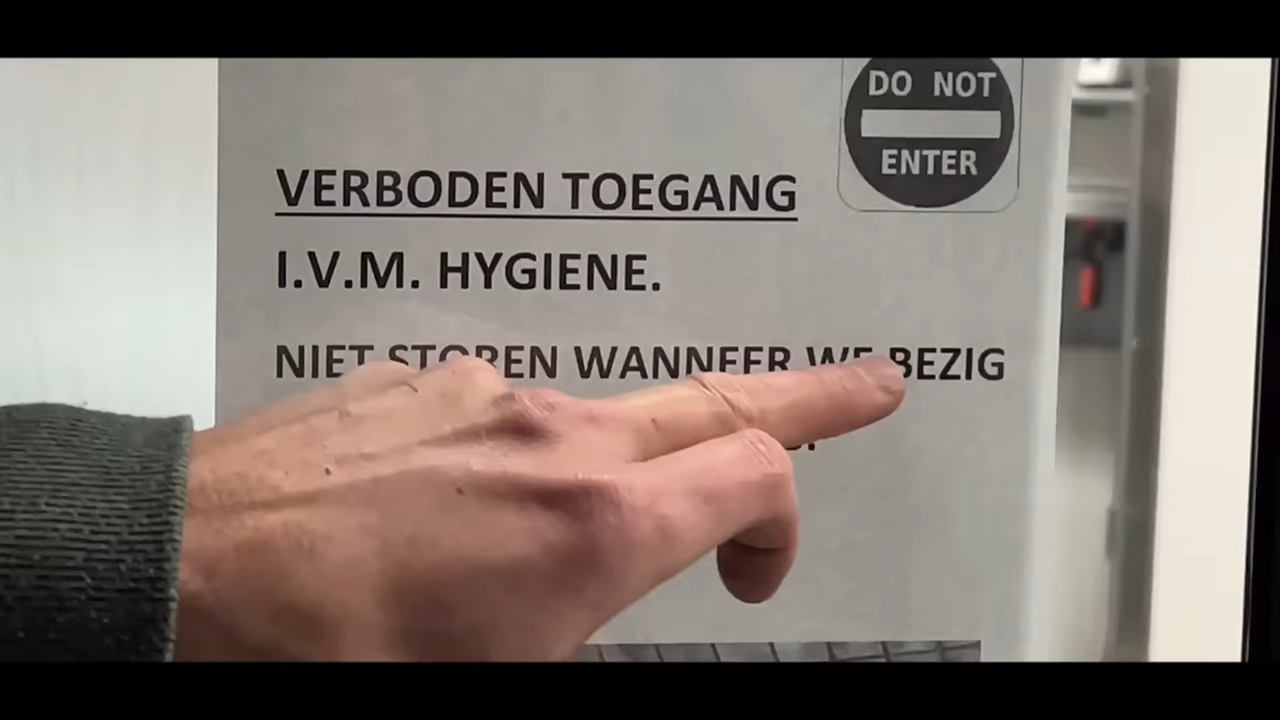 DO NOT
ENTER
VERBODEN TOEGANG
I.V.M. HYGIENE.
NIET STOREN WANNEER WE BEZIG